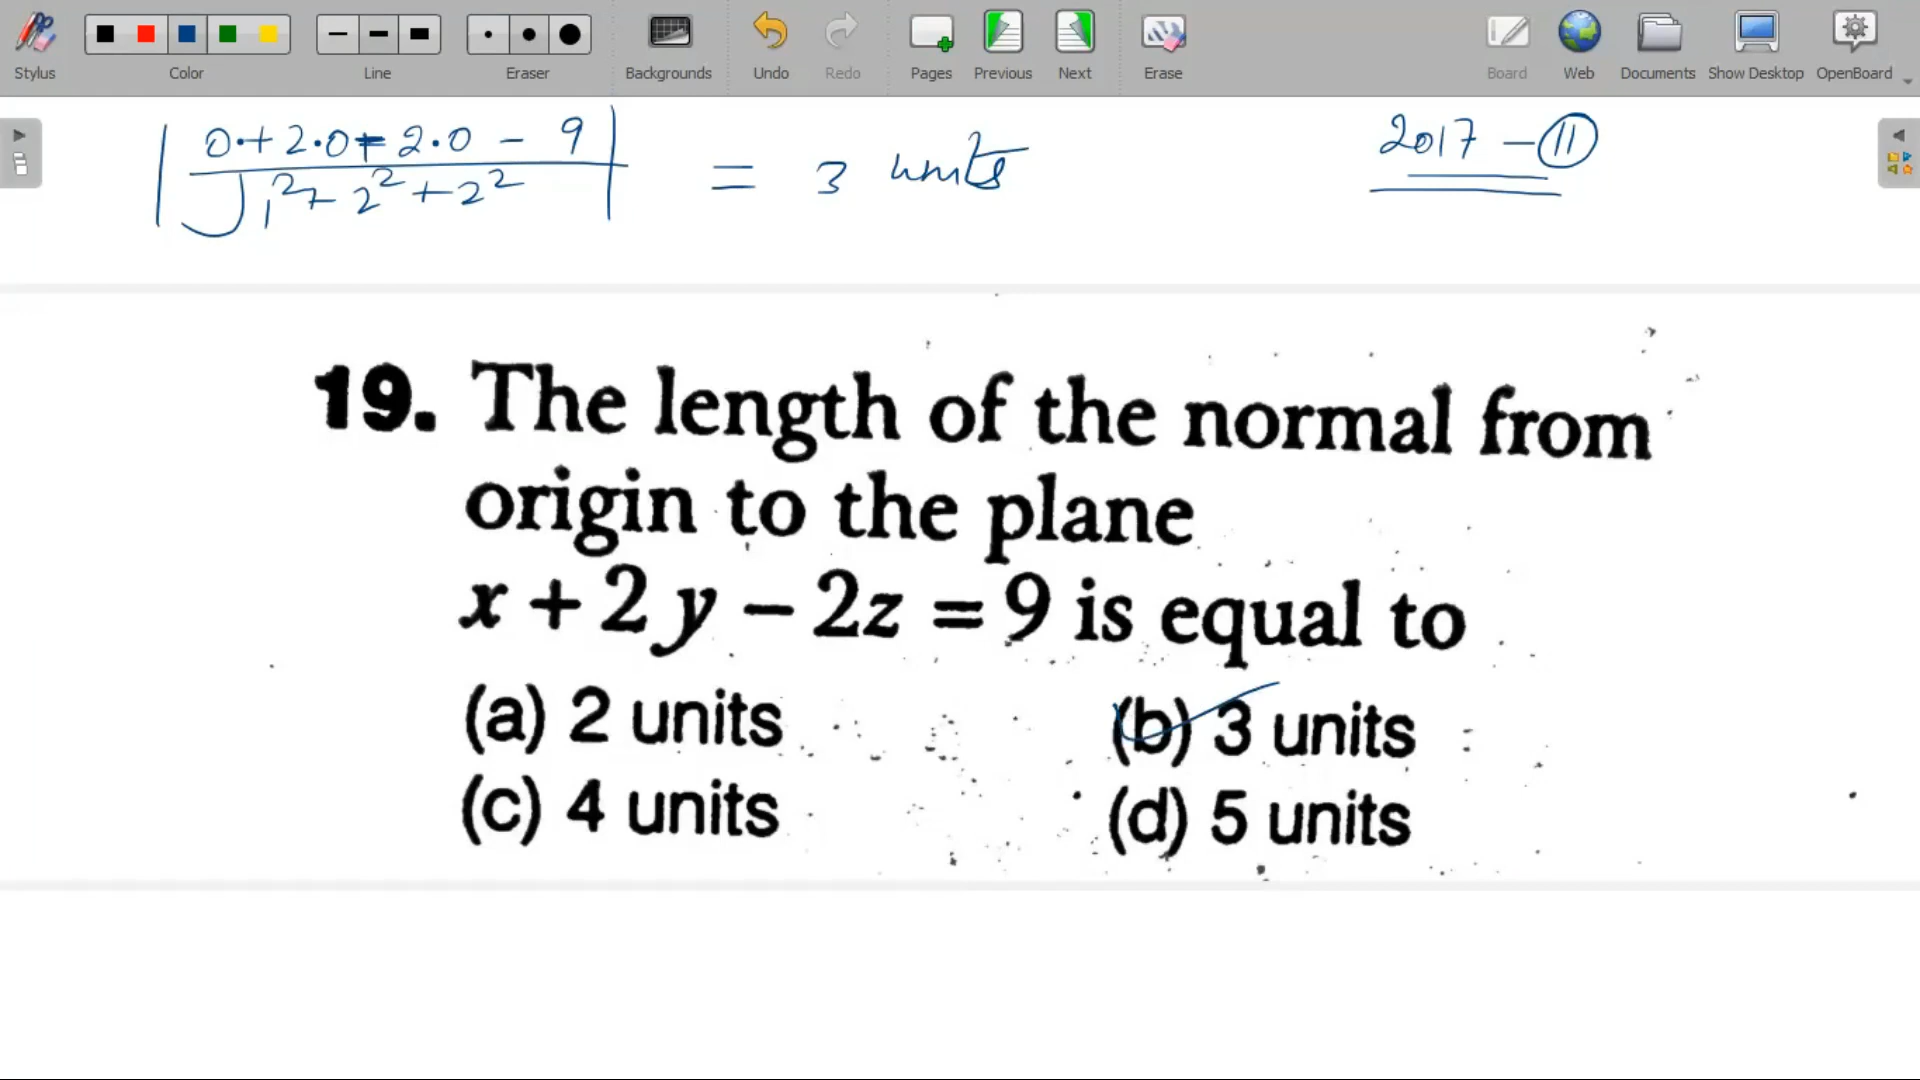 Stylus
Color
Line
Eraser
Backgrounds
Undo
Redo
Pages
Previous
Next
Erase
Board
Web
Documents
Show Desktop
OpenBoard
| 0·+2·0-2·0 - 9 / √1²+2²+2² | = 3 units
2017 - II
19. The length of the normal from
origin to the plane
x + 2y - 2z = 9 is equal to
(a) 2 units (b) 3 units
(c) 4 units (d) 5 units